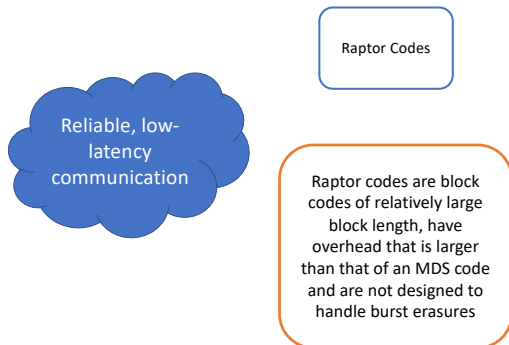 Raptor Codes
Reliable, low-
latency
communication
Raptor codes are block
codes of relatively large
block length, have
overhead that is larger
than that of an MDS code
and are not designed to
handle burst erasures